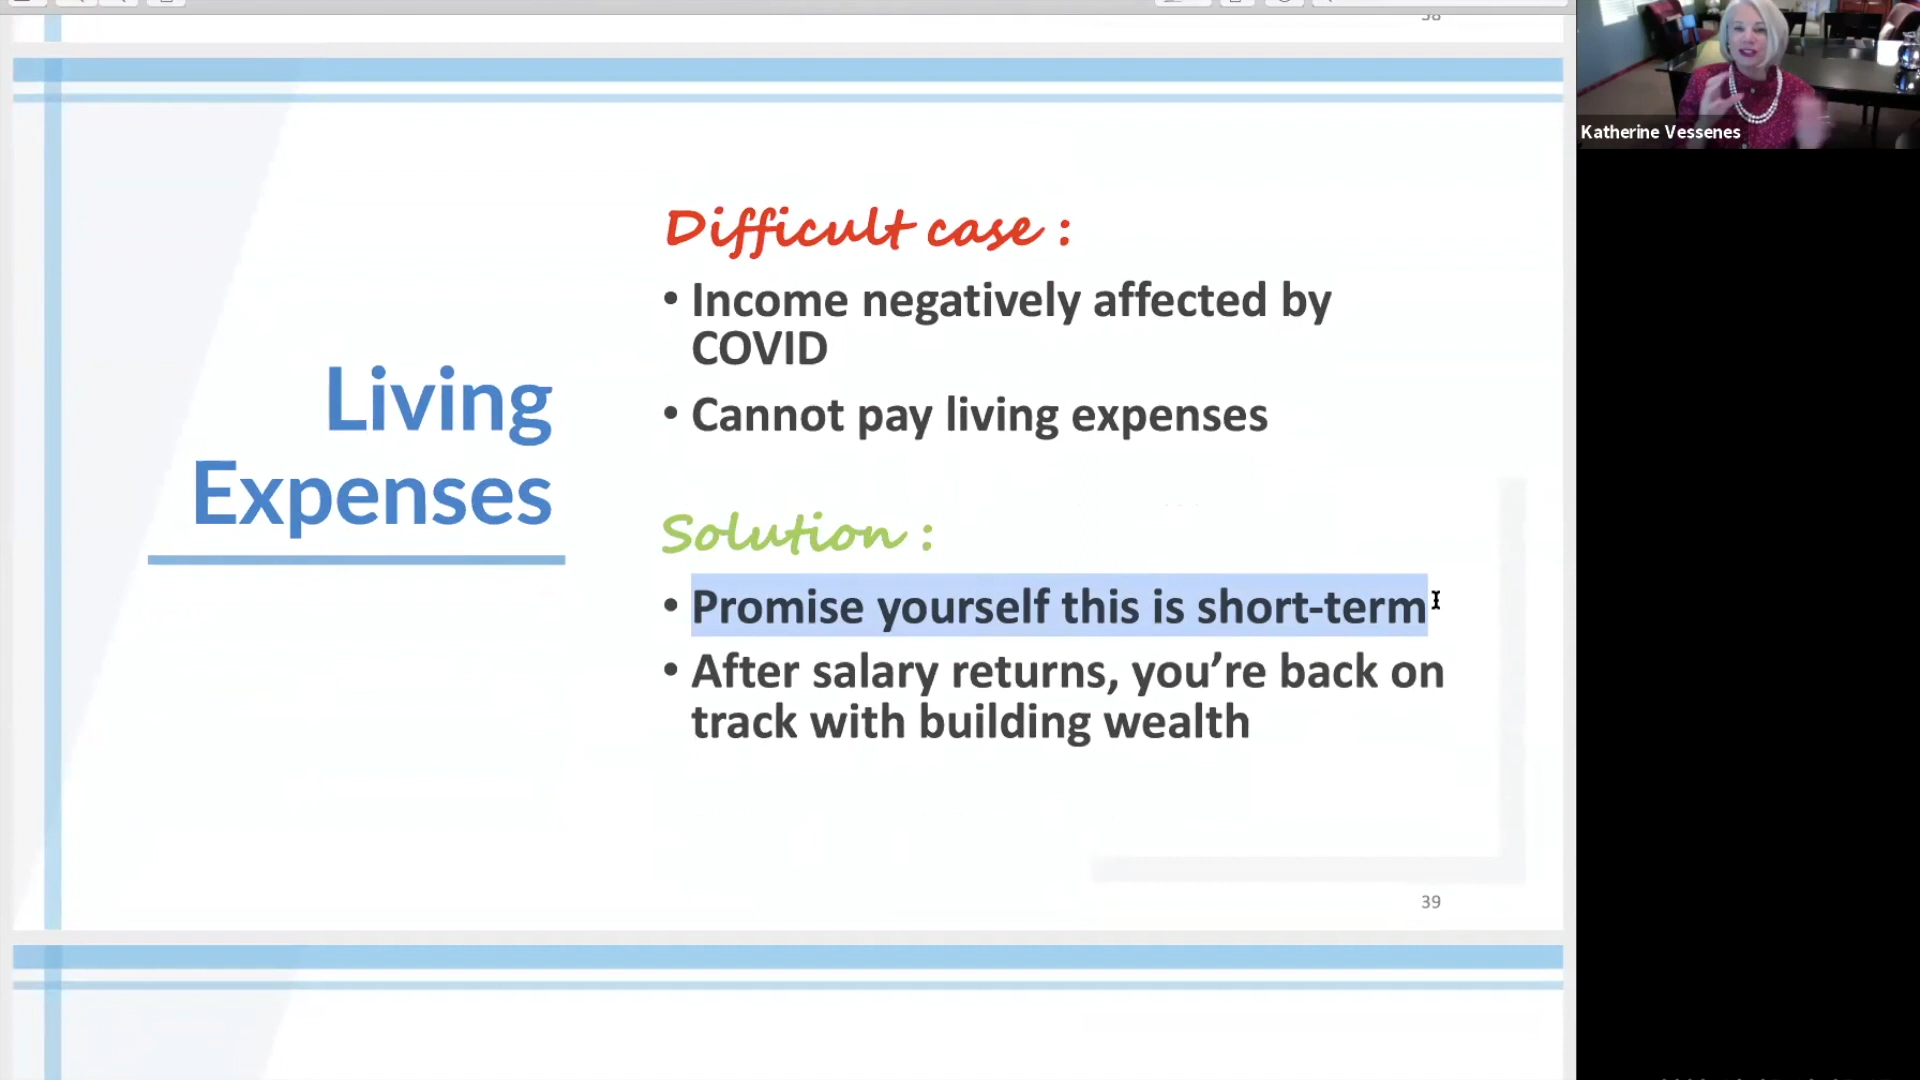 38
Katherine Vessenes
Living
Expenses
Difficult case :
• Income negatively affected by
COVID
• Cannot pay living expenses
Solution :
• Promise yourself this is short-term
• After salary returns, you’re back on
track with building wealth
39